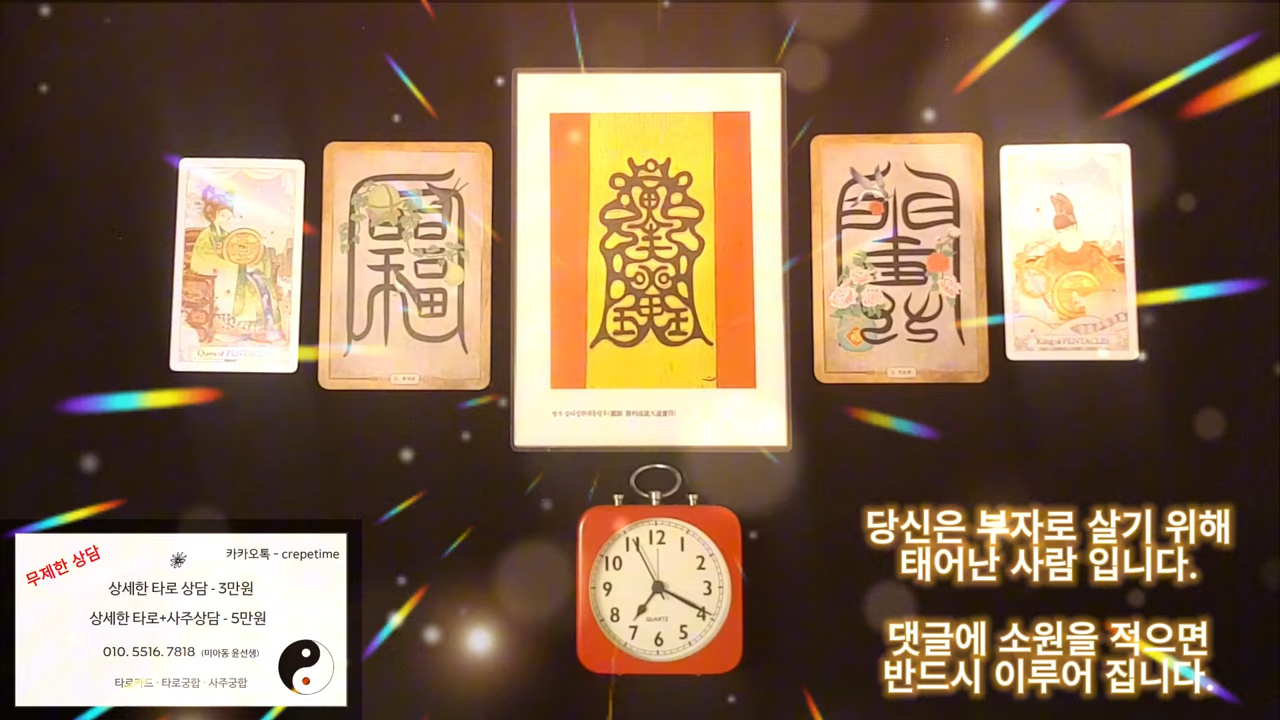 Queen of PENTACLES
福
King of PENTACLES
12
11
1
10
2
9
3
8
4
7
5
6
QUARTZ
당신은 부자로 살기 위해
태어난 사람 입니다.
댓글에 소원을 적으면
반드시 이루어 집니다.
무제한 상담
카카오톡 - crepetime
상세한 타로 상담 - 3만원
상세한 타로+사주상담 - 5만원
010. 5516. 7818 (미아동 윤선생)
타로카드 · 타로궁합 · 사주궁합